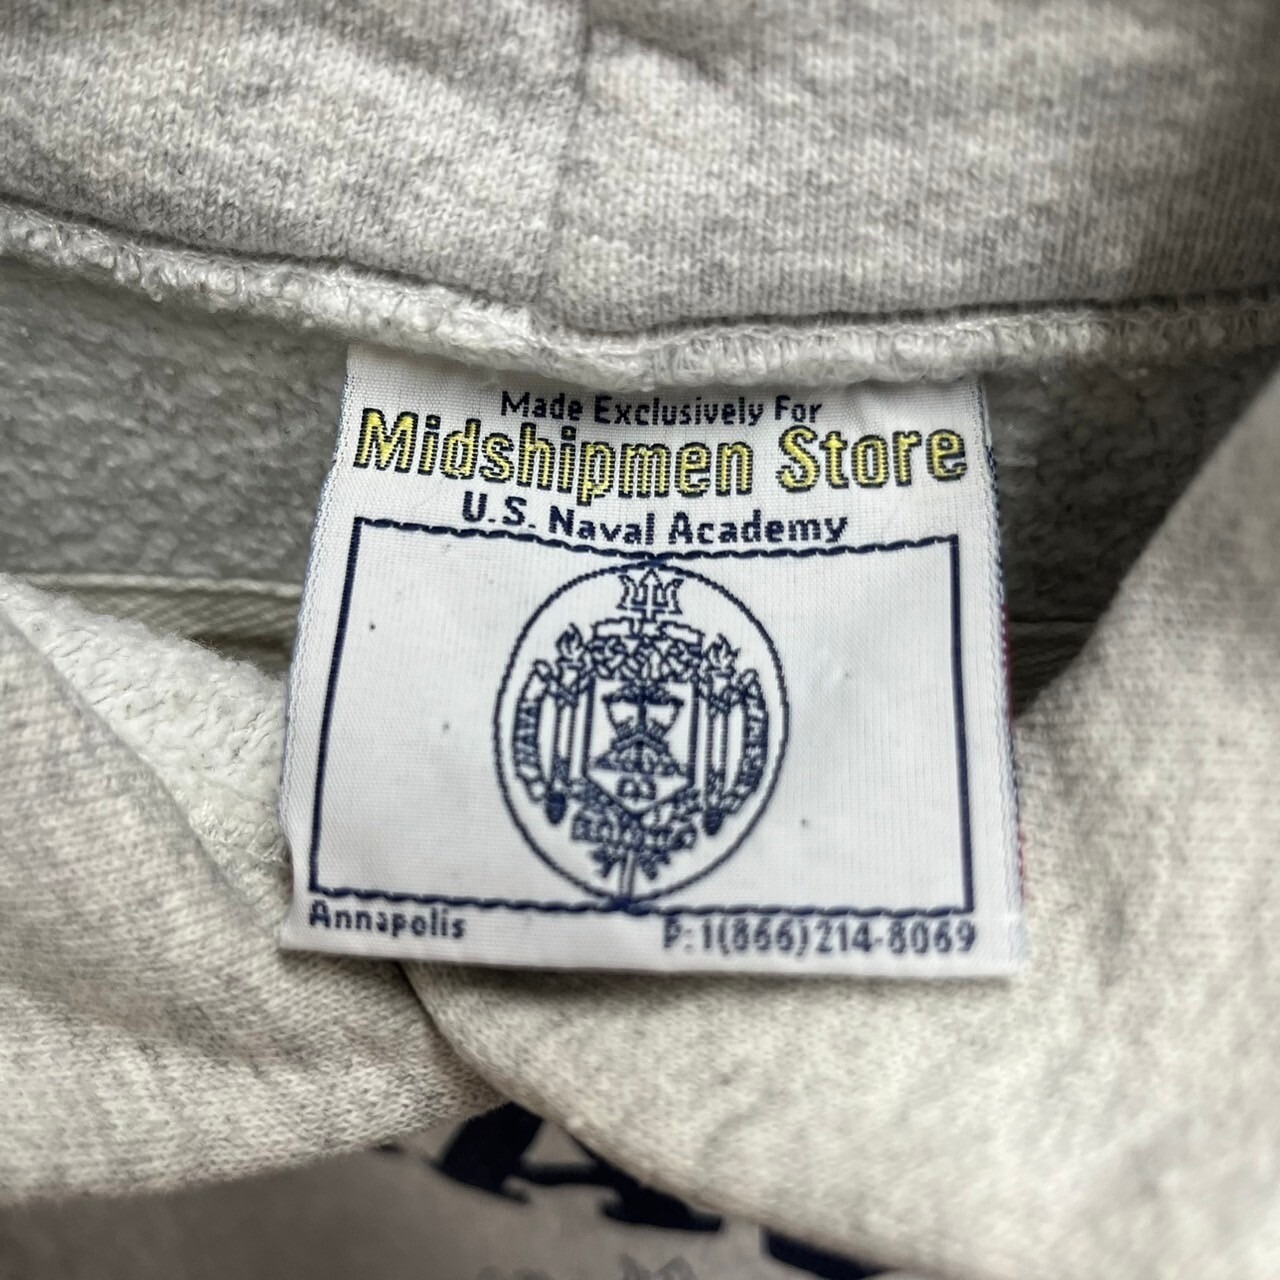 Made Exclusively For
Midshipmen Store
U.S. Naval Academy
Annapolis
P: 1(866)214-8069